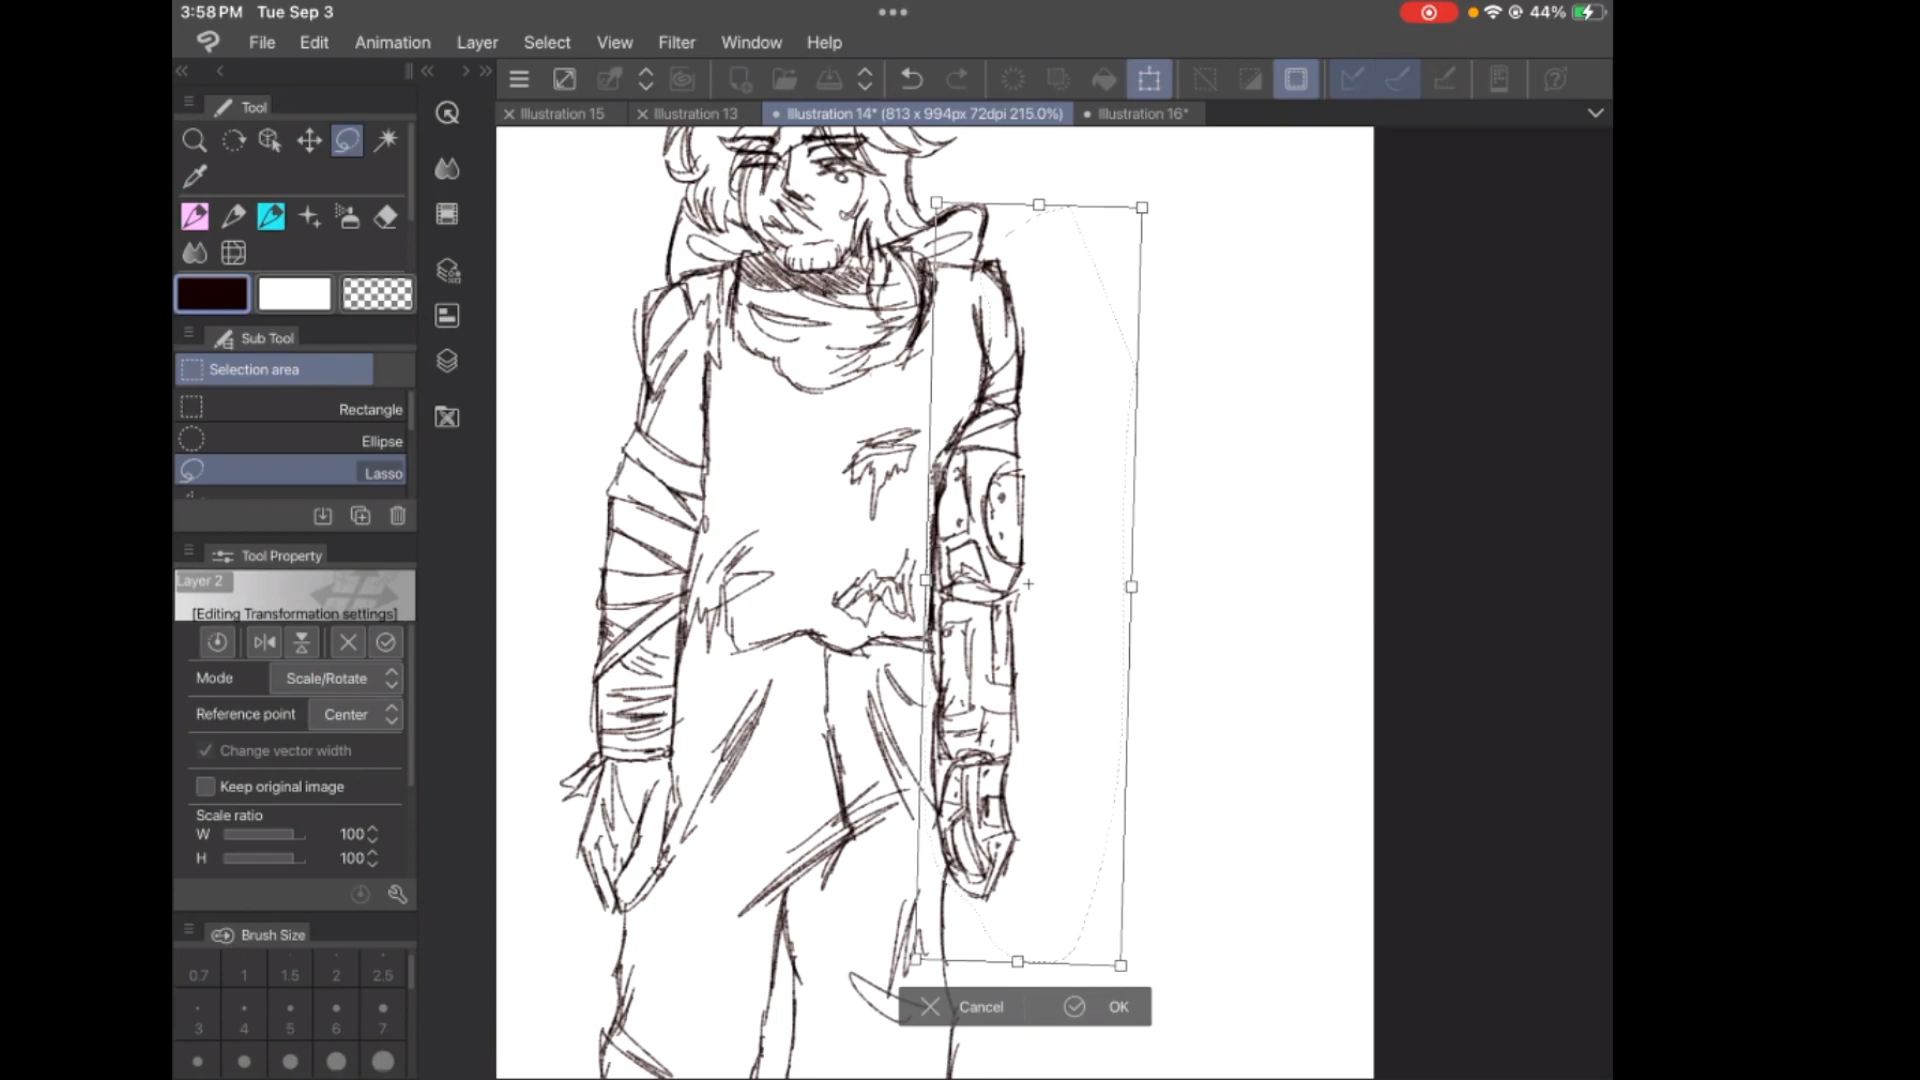 3:58 PM Tue Sep 3
44%
File Edit Animation Layer Select View Filter Window Help
Illustration 15 Illustration 13 Illustration 14* (813 x 994px 72dpi 215.0%) Illustration 16*
Tool
Sub Tool
Selection area
Rectangle
Ellipse
Lasso
Tool Property
Layer 2
[Editing Transformation settings]
Mode Scale/Rotate
Reference point Center
Change vector width
Keep original image
Scale ratio
W 100
H 100
Brush Size
0.7 1 1.5 2 2.5
3 4 5 6 7
Cancel OK